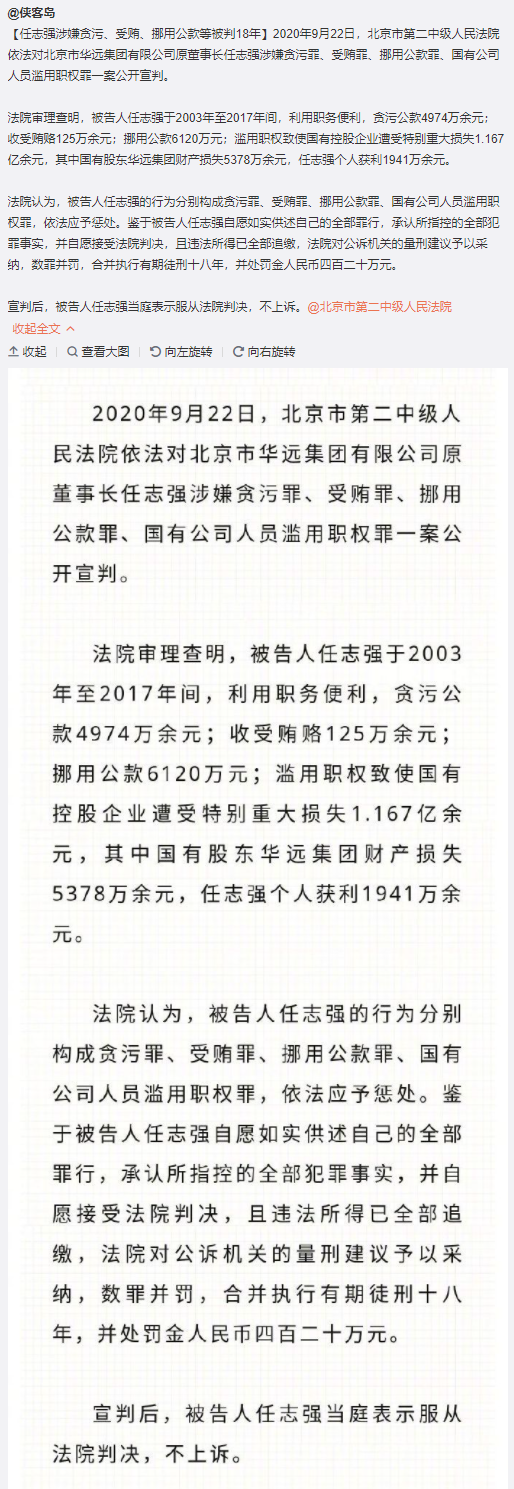 @侠客岛
【任志强涉嫌贪污、受贿、挪用公款等被判18年】2020年9月22日，北京市第二中级人民法院
依法对北京市华远集团有限公司原董事长任志强涉嫌贪污罪、受贿罪、挪用公款罪、国有公司
人员滥用职权罪一案公开宣判。
法院审理查明，被告人任志强于2003年至2017年间，利用职务便利，贪污公款4974万余元；
收受贿赂125万余元；挪用公款6120万元；滥用职权致使国有控股企业遭受特别重大损失1.167
亿余元，其中国有股东华远集团财产损失5378万余元，任志强个人获利1941万余元。
法院认为，被告人任志强的行为分别构成贪污罪、受贿罪、挪用公款罪、国有公司人员滥用职
权罪，依法应予惩处。鉴于被告人任志强自愿如实供述自己的全部罪行，承认所指控的全部犯
罪事实，并自愿接受法院判决，且违法所得已全部追缴，法院对公诉机关的量刑建议予以采
纳，数罪并罚，合并执行有期徒刑十八年，并处罚金人民币四百二十万元。
宣判后，被告人任志强当庭表示服从法院判决，不上诉。@北京市第二中级人民法院
收起全文
收起 查看大图 向左旋转 向右旋转
2020年9月22日，北京市第二中级人
民法院依法对北京市华远集团有限公司原
董事长任志强涉嫌贪污罪、受贿罪、挪用
公款罪、国有公司人员滥用职权罪一案公
开宣判。
法院审理查明，被告人任志强于2003
年至2017年间，利用职务便利，贪污公
款4974万余元；收受贿赂125万余元；
挪用公款6120万元；滥用职权致使国有
控股企业遭受特别重大损失1.167亿余
元，其中国有股东华远集团财产损失
5378万余元，任志强个人获利1941万余
元。
法院认为，被告人任志强的行为分别
构成贪污罪、受贿罪、挪用公款罪、国有
公司人员滥用职权罪，依法应予惩处。鉴
于被告人任志强自愿如实供述自己的全部
罪行，承认所指控的全部犯罪事实，并自
愿接受法院判决，且违法所得已全部追
缴，法院对公诉机关的量刑建议予以采
纳，数罪并罚，合并执行有期徒刑十八
年，并处罚金人民币四百二十万元。
宣判后，被告人任志强当庭表示服从
法院判决，不上诉。